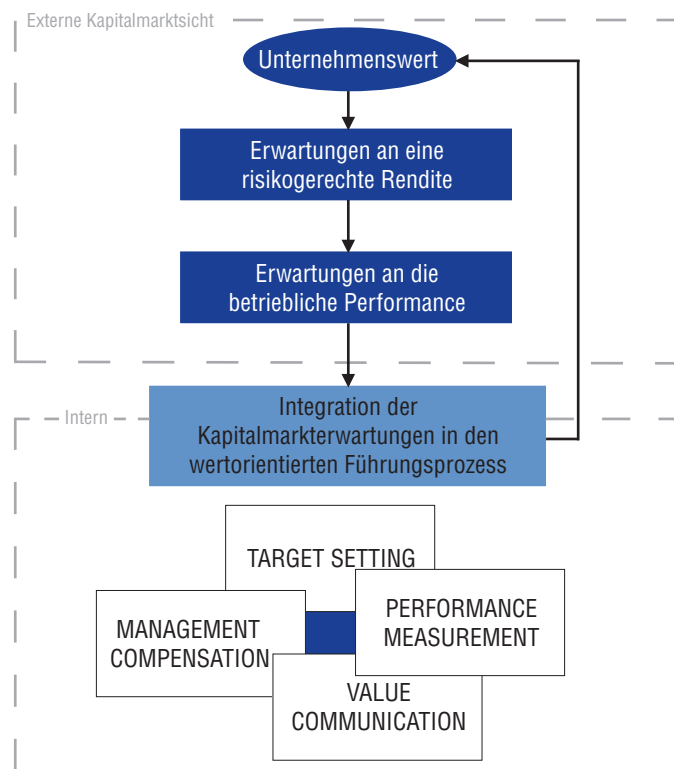 Externe Kapitalmarktsicht
Unternehmenswert
Erwartungen an eine
risikogerechte Rendite
Erwartungen an die
betriebliche Performance
Integration der
Kapitalmarkterwartungen in den
wertorientierten Führungsprozess
Intern
TARGET SETTING
PERFORMANCE
MEASUREMENT
MANAGEMENT
COMPENSATION
VALUE
COMMUNICATION